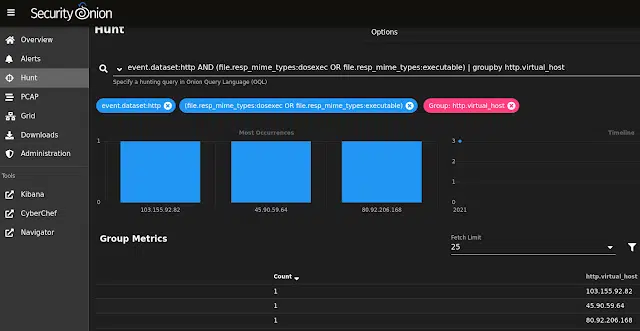 Security Onion
Overview
Alerts
Hunt
PCAP
Grid
Downloads
Administration
Tools
Kibana
CyberChef
Navigator
Hunt
Options
event.dataset:http AND (file.resp_mime_types:dosexec OR file.resp_mime_types:executable) | groupby http.virtual_host
Specify a hunting query in Onion Query Language (OQL)
event.dataset:http (file.resp_mime_types:dosexec OR file.resp_mime_types:executable) Group: http.virtual_host
Most Occurrences
1
0
103.155.92.82 45.90.59.64 80.92.206.168
Timeline
3
2
1
0
2021
Group Metrics
Fetch Limit
25
Count http.virtual_host
1 103.155.92.82
1 45.90.59.64
1 80.92.206.168